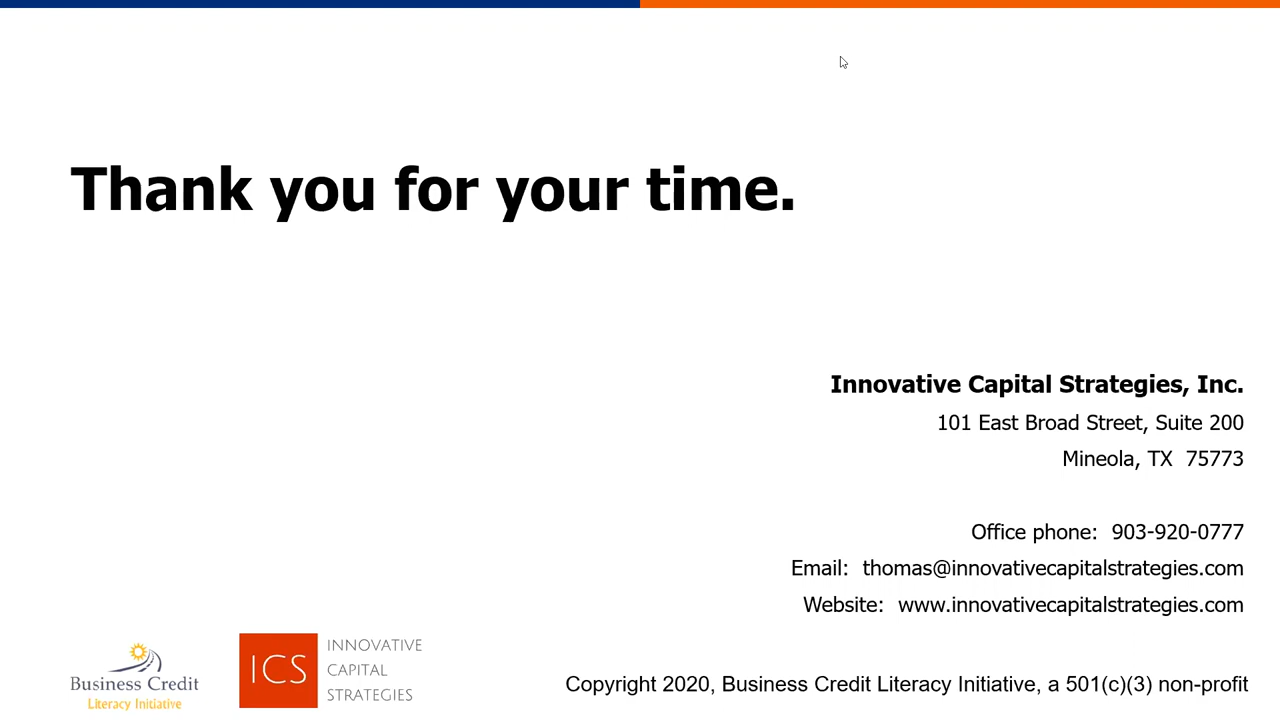 Thank you for your time.
Innovative Capital Strategies, Inc.
101 East Broad Street, Suite 200
Mineola, TX 75773
Office phone: 903-920-0777
Email: thomas@innovativecapitalstrategies.com
Website: www.innovativecapitalstrategies.com
Business Credit
Literacy Initiative
ICS
INNOVATIVE
CAPITAL
STRATEGIES
Copyright 2020, Business Credit Literacy Initiative, a 501(c)(3) non-profit